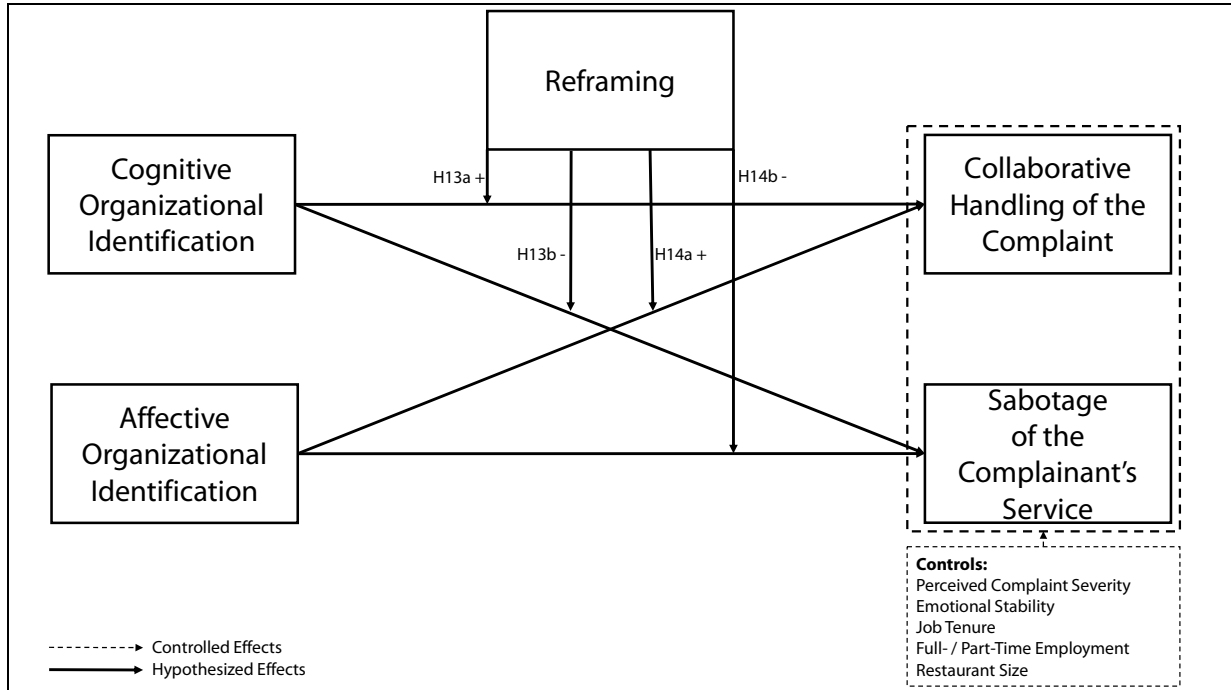 Reframing
Cognitive
Organizational
Identification
H13a +
H14b -
Collaborative
Handling of the
Complaint
H13b -
H14a +
Affective
Organizational
Identification
Sabotage
of the
Complainant’s
Service
Controls:
Perceived Complaint Severity
Emotional Stability
Job Tenure
Full- / Part-Time Employment
Restaurant Size
Controlled Effects
Hypothesized Effects